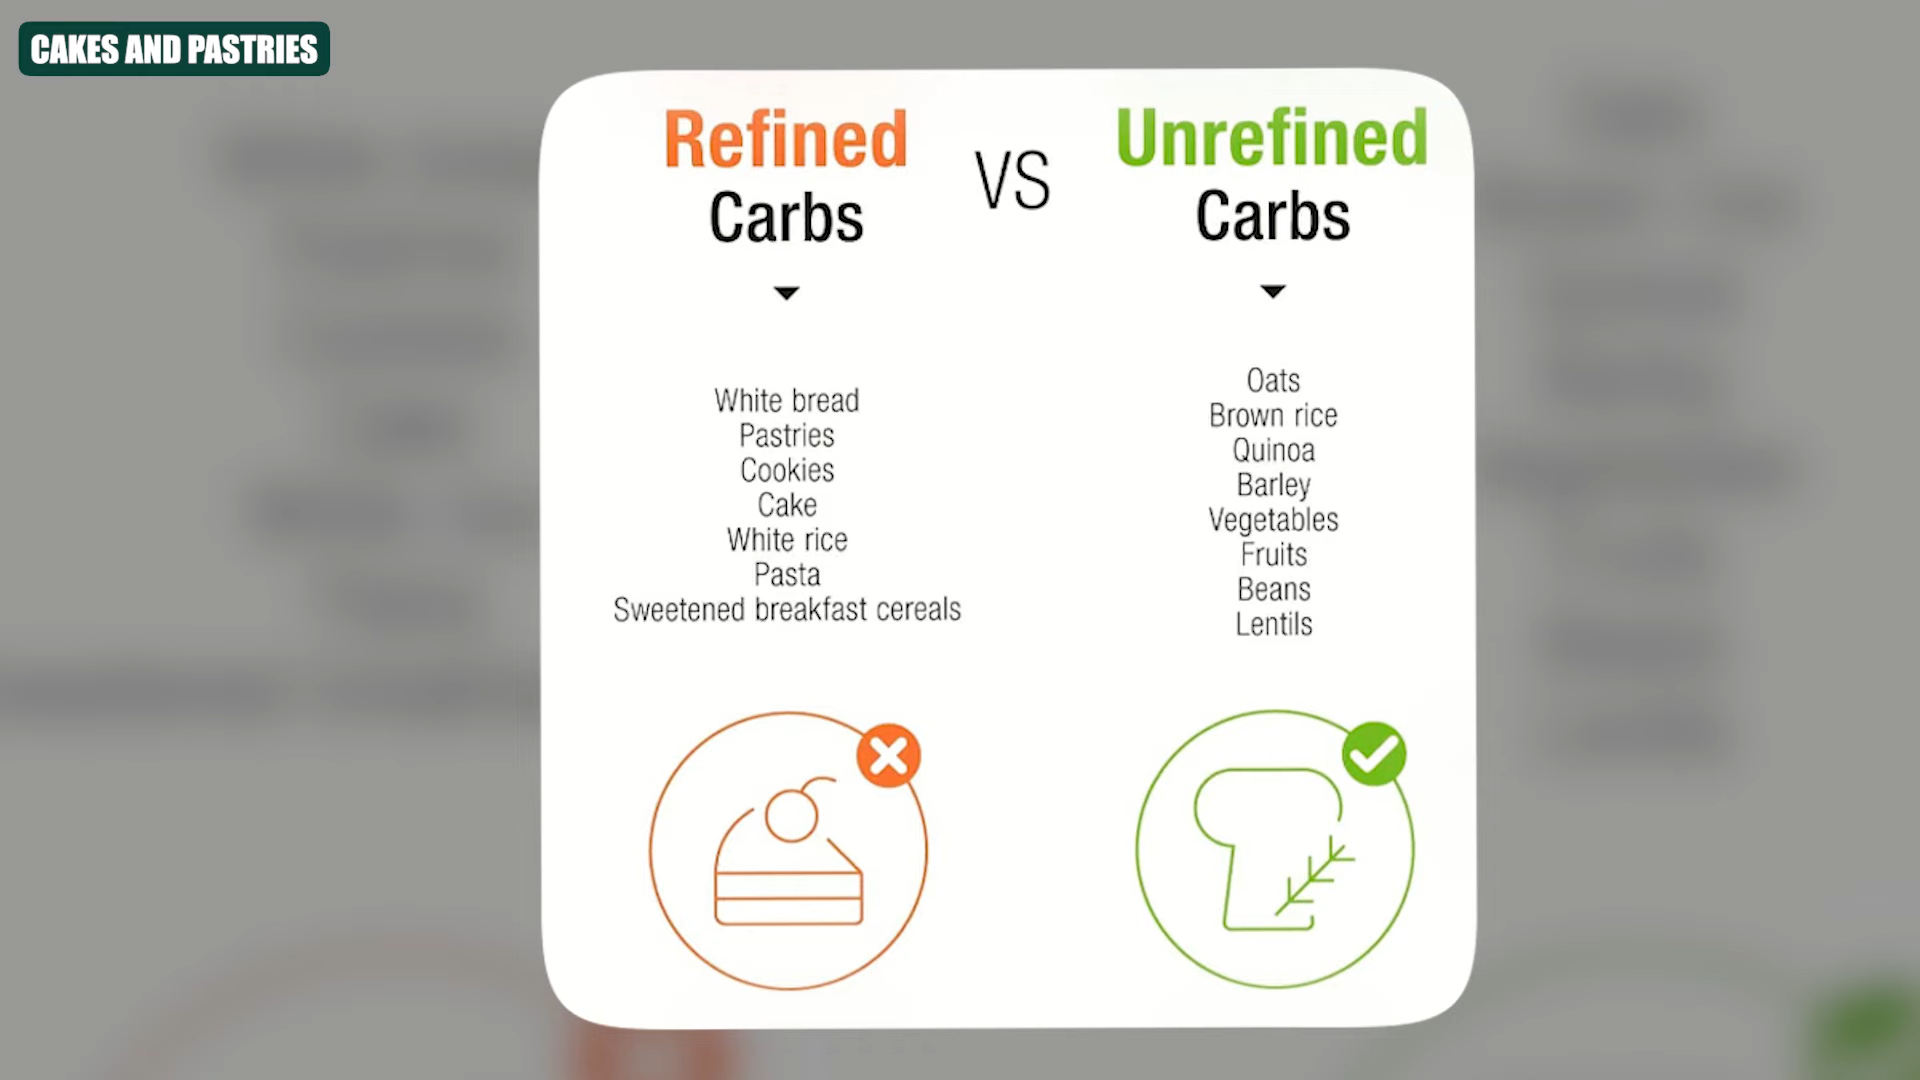 CAKES AND PASTRIES
Refined
Carbs
VS
Unrefined
Carbs
White bread
Pastries
Cookies
Cake
White rice
Pasta
Sweetened breakfast cereals
Oats
Brown rice
Quinoa
Barley
Vegetables
Fruits
Beans
Lentils